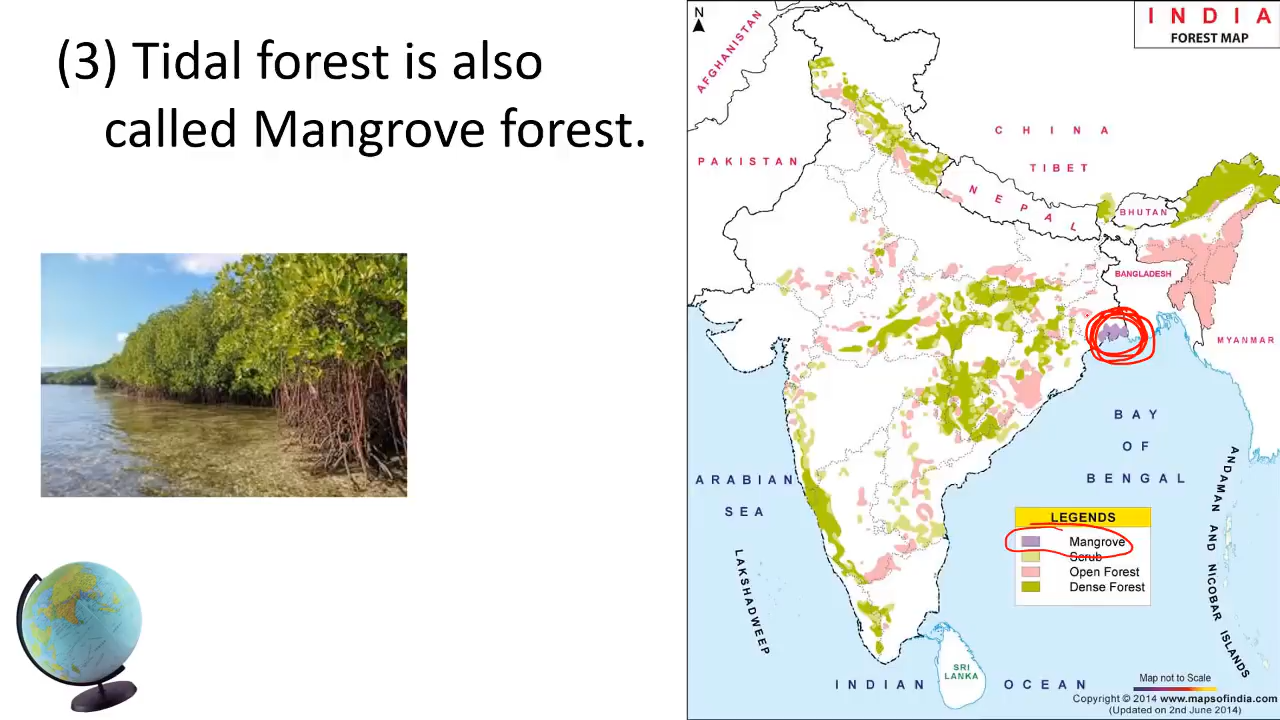 (3) Tidal forest is also
called Mangrove forest.
N
INDIA
FOREST MAP
AFGHANISTAN
PAKISTAN
CHINA
TIBET
NEPAL
BHUTAN
BANGLADESH
MYANMAR
BAY
OF
BENGAL
ARABIAN
SEA
LAKSHADWEEP
ANDAMAN AND NICOBAR ISLANDS
LEGENDS
Mangrove
Scrub
Open Forest
Dense Forest
SRI
LANKA
INDIAN OCEAN
Map not to Scale
Copyright © 2014 www.mapsofindia.com
(Updated on 2nd June 2014)